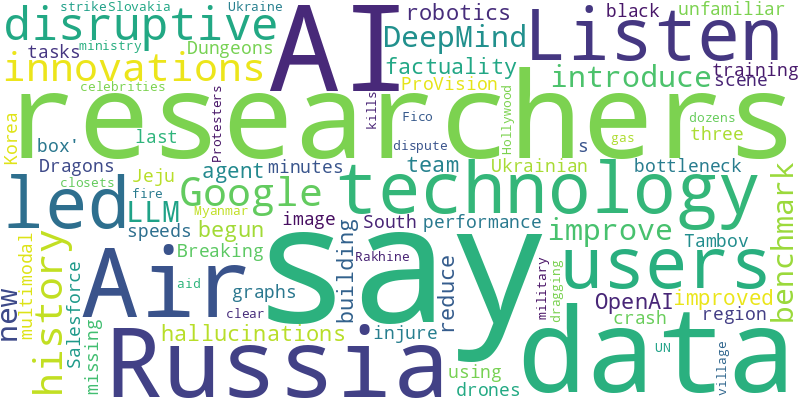 strikeSlovakia
Ukraine
disruptive
AI
robotics
black
unfamiliar
Listen
tasks
ministry
Dungeons
DeepMind
innovations
celebrities
factuality
introduce
training
scene
Korea
researchers
Protesters
kills
ProVision
Hollywood
dozens
box'
last
Fico
gas
three
dispute
s
Dragons
Jeju
agent
minutes
team
Ukrainian
bottleneck
closets
fire
led
LLM
Google
technology
Myanmar
image
South
performance
speeds
begun
building
improve
benchmark
Breaking
Tambov
new
multimodal
history
Salesforce
Air
say
Rakhine
users
aid
graphs
reduce
military
dragging
OpenAI
improved
clear
crash
region
missing
hallucinations
injure
Russia
data
UN
village
using
drones